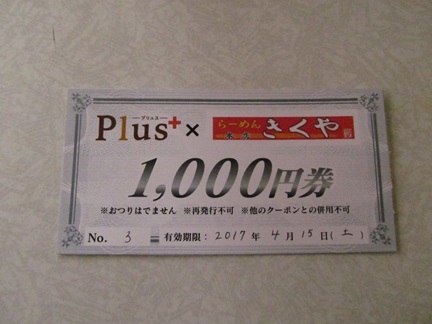 ―プリュス―
Plus+ × らーめん きくや
1,000円券
※おつりはでません ※再発行不可 ※他のクーポンとの併用不可
No. 3 有効期限：2017年 4月 15日(土)